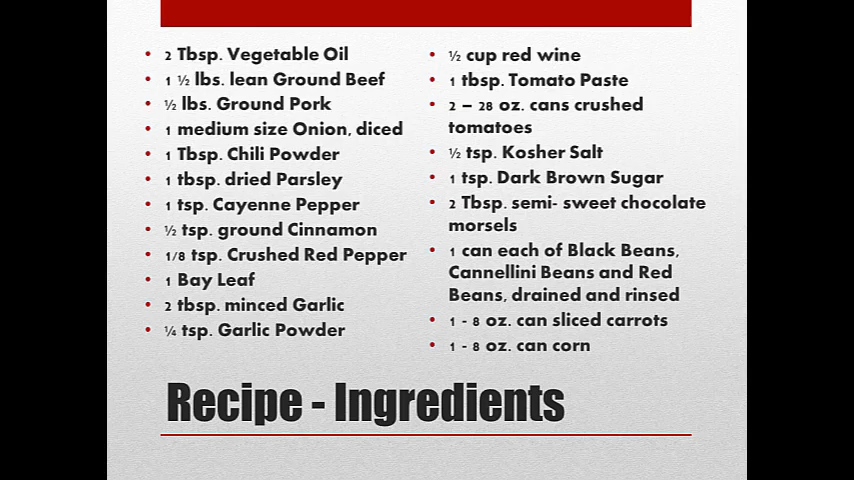 2 Tbsp. Vegetable Oil
1 ½ lbs. lean Ground Beef
½ lbs. Ground Pork
1 medium size Onion, diced
1 Tbsp. Chili Powder
1 tbsp. dried Parsley
1 tsp. Cayenne Pepper
½ tsp. ground Cinnamon
1/8 tsp. Crushed Red Pepper
1 Bay Leaf
2 tbsp. minced Garlic
¼ tsp. Garlic Powder
½ cup red wine
1 tbsp. Tomato Paste
2 – 28 oz. cans crushed
tomatoes
½ tsp. Kosher Salt
1 tsp. Dark Brown Sugar
2 Tbsp. semi- sweet chocolate
morsels
1 can each of Black Beans,
Cannellini Beans and Red
Beans, drained and rinsed
1 - 8 oz. can sliced carrots
1 - 8 oz. can corn
Recipe - Ingredients